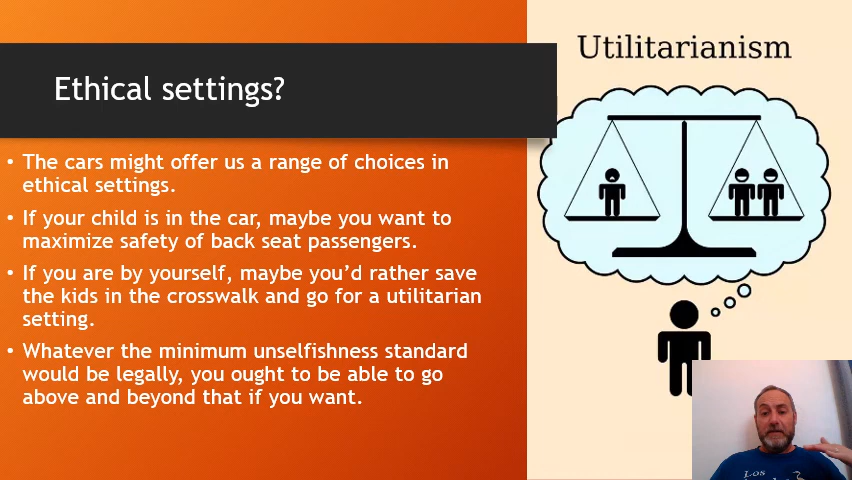 Ethical settings?
• The cars might offer us a range of choices in
ethical settings.
• If your child is in the car, maybe you want to
maximize safety of back seat passengers.
• If you are by yourself, maybe you’d rather save
the kids in the crosswalk and go for a utilitarian
setting.
• Whatever the minimum unselfishness standard
would be legally, you ought to be able to go
above and beyond that if you want.
Utilitarianism
Los